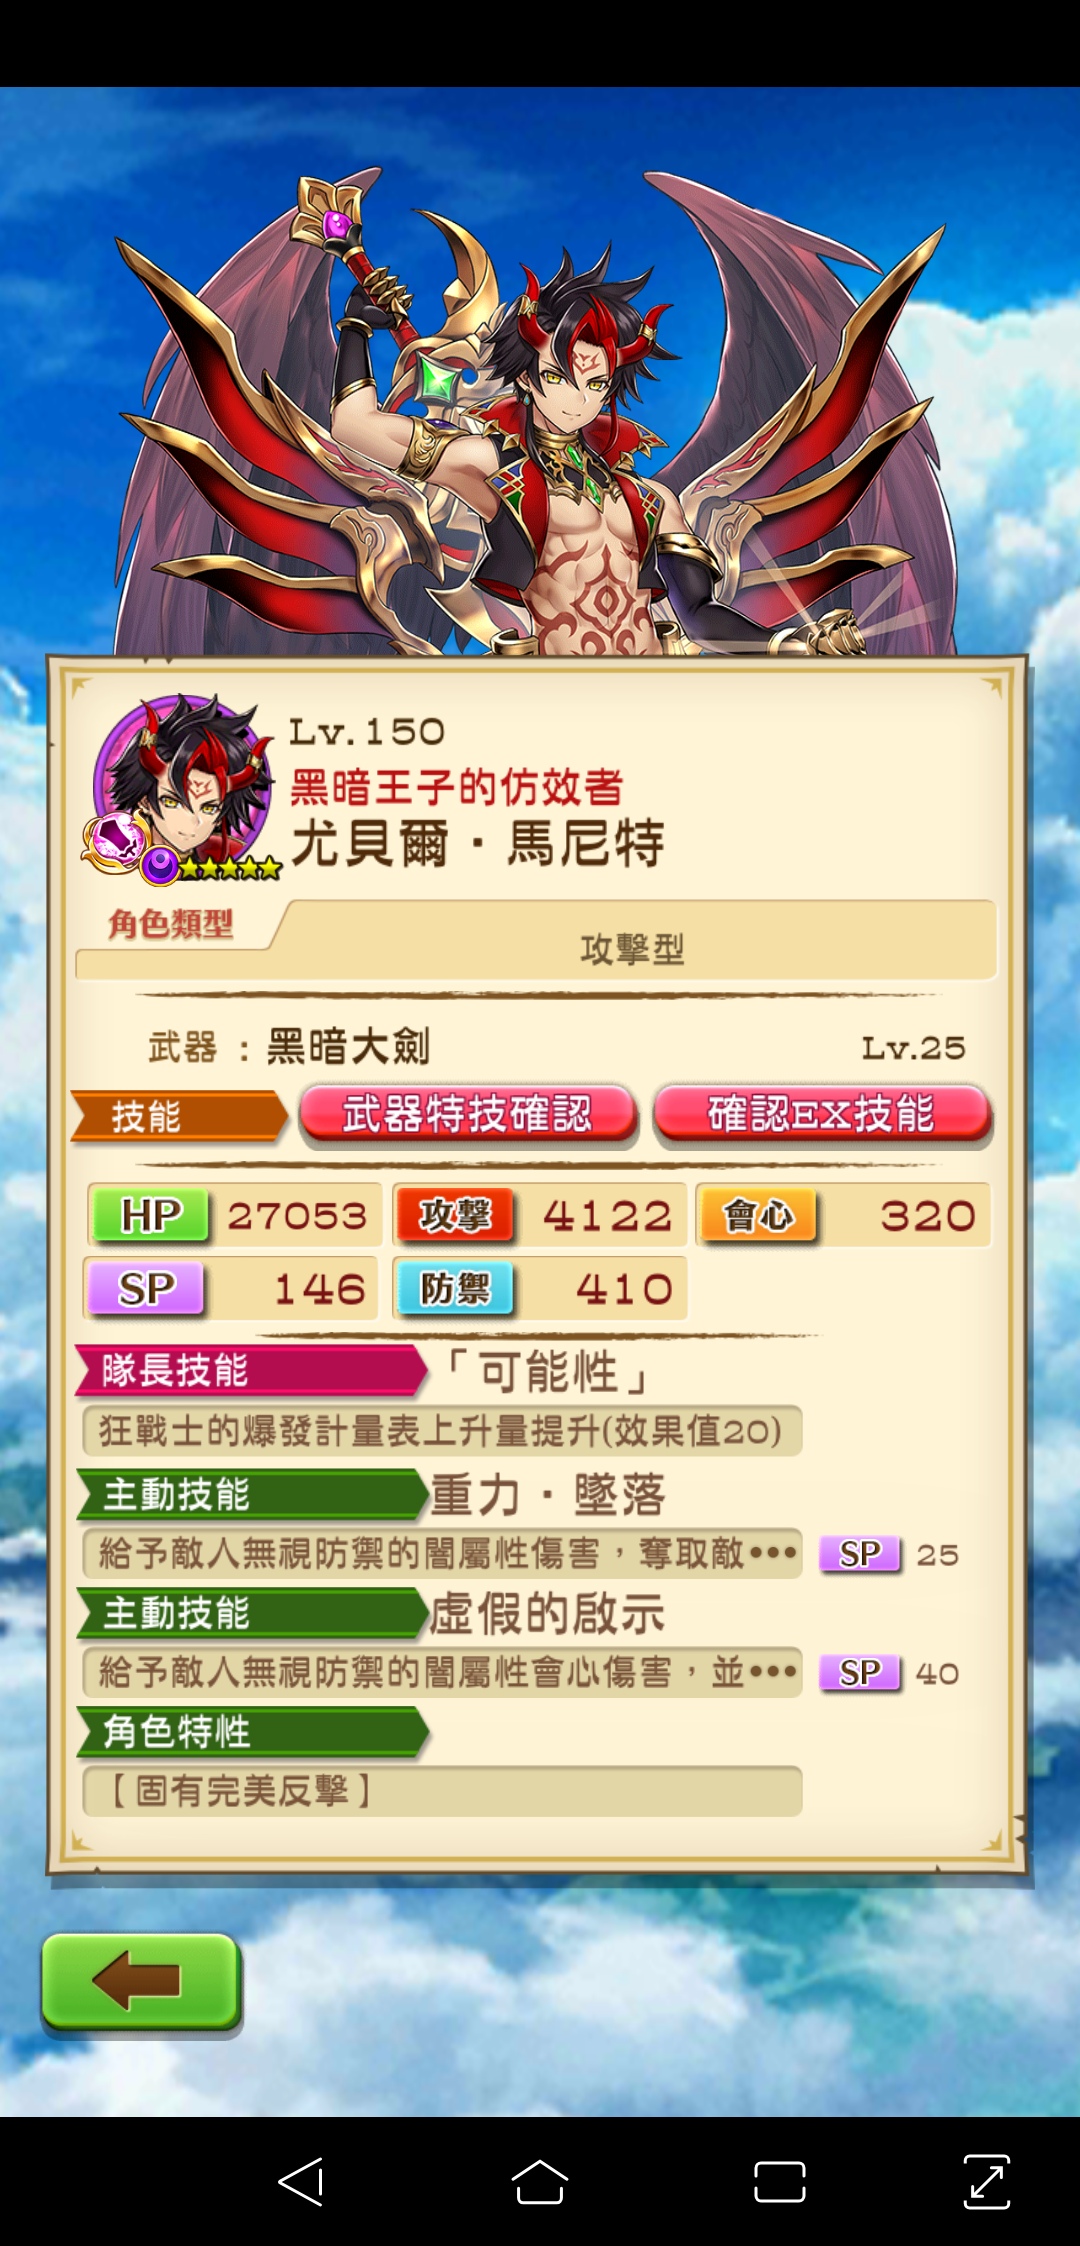 Lv.150
黑暗王子的仿效者
尤貝爾・馬尼特
角色類型
攻擊型
武器 : 黑暗大劍 Lv.25
技能 武器特技確認 確認EX技能
HP 27053 攻擊 4122 會心 320
SP 146 防禦 410
隊長技能 「可能性」
狂戰士的爆發計量表上升量提升(效果值20)
主動技能 重力・墜落
給予敵人無視防禦的闇屬性傷害，奪取敵••• SP 25
主動技能 虛假的啟示
給予敵人無視防禦的闇屬性會心傷害，並••• SP 40
角色特性
【固有完美反擊】